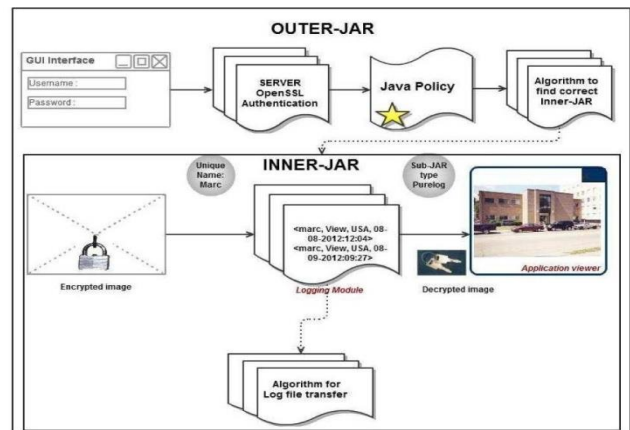 OUTER-JAR
GUI Interface
Username :
Password :
SERVER
OpenSSL
Authentication
Java Policy
Algorithm to
find correct
Inner-JAR
INNER-JAR
Unique
Name:
Marc
Sub-JAR
type
Purelog
<marc, View, USA, 08-
08-2012:12:04>
<marc, View, USA, 08-
09-2012:09:27>
Logging Module
Encrypted image
Decrypted image
Application viewer
Algorithm for
Log file transfer